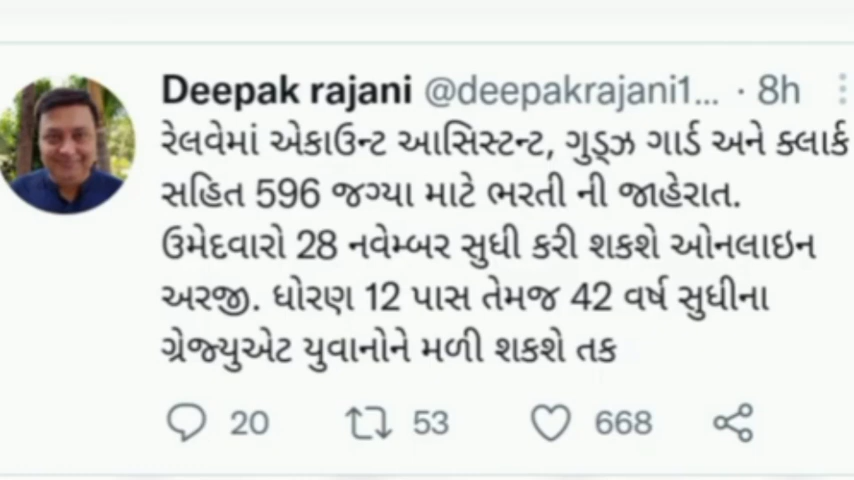 Deepak rajani @deepakrajani1... · 8h
રેલવેમાં એકાઉન્ટ આસિસ્ટન્ટ, ગુડ્ઝ ગાર્ડ અને ક્લાર્ક
સહિત 596 જગ્યા માટે ભરતી ની જાહેરાત.
ઉમેદવારો 28 નવેમ્બર સુધી કરી શકશે ઓનલાઇન
અરજી. ધોરણ 12 પાસ તેમજ 42 વર્ષ સુધીના
ગ્રેજ્યુએટ યુવાનોને મળી શકશે તક
20 53 668